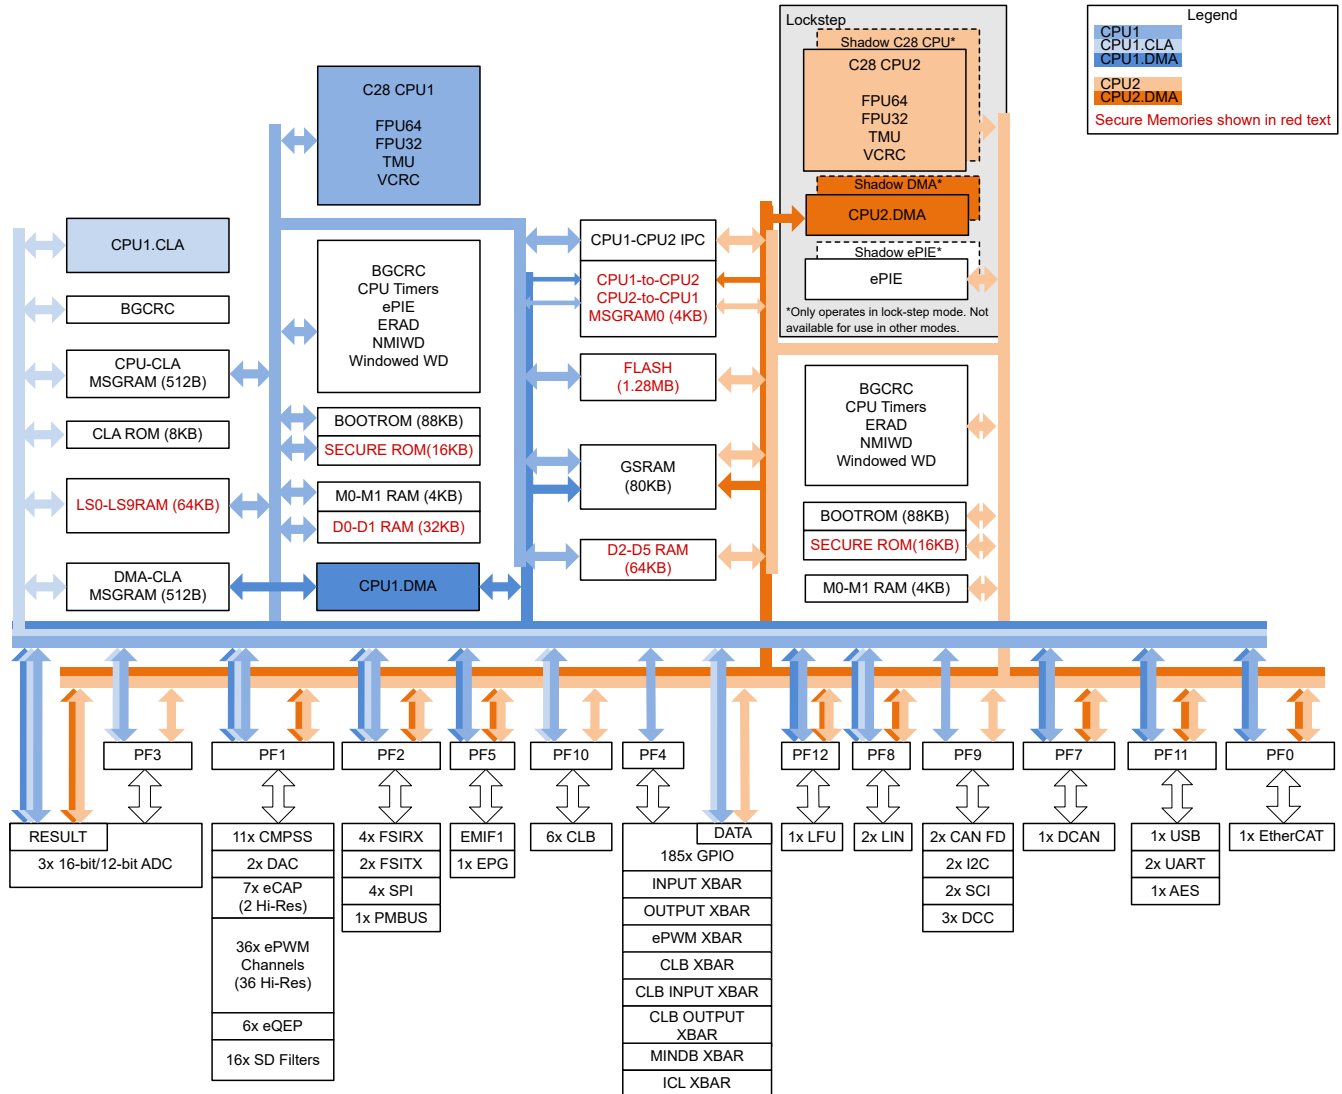 Lockstep
Shadow C28 CPU*
C28 CPU2
FPU64
FPU32
TMU
VCRC
Shadow DMA*
CPU2.DMA
Shadow ePIE*
ePIE
*Only operates in lock-step mode. Not
available for use in other modes.
Legend
CPU1
CPU1.CLA
CPU1.DMA
CPU2
CPU2.DMA
Secure Memories shown in red text
C28 CPU1
FPU64
FPU32
TMU
VCRC
CPU1.CLA
BGCRC
CPU-CLA
MSGRAM (512B)
CLA ROM (8KB)
LS0-LS9RAM (64KB)
DMA-CLA
MSGRAM (512B)
BGCRC
CPU Timers
ePIE
ERAD
NMIWD
Windowed WD
BOOTROM (88KB)
SECURE ROM(16KB)
M0-M1 RAM (4KB)
D0-D1 RAM (32KB)
CPU1.DMA
CPU1-CPU2 IPC
CPU1-to-CPU2
CPU2-to-CPU1
MSGRAM0 (4KB)
FLASH
(1.28MB)
GSRAM
(80KB)
D2-D5 RAM
(64KB)
BGCRC
CPU Timers
ERAD
NMIWD
Windowed WD
BOOTROM (88KB)
SECURE ROM(16KB)
M0-M1 RAM (4KB)
PF3
PF1
PF2
PF5
PF10
PF4
PF12
PF8
PF9
PF7
PF11
PF0
RESULT
3x 16-bit/12-bit ADC
11x CMPSS
2x DAC
7x eCAP
(2 Hi-Res)
36x ePWM
Channels
(36 Hi-Res)
6x eQEP
16x SD Filters
4x FSIRX
2x FSITX
4x SPI
1x PMBUS
EMIF1
1x EPG
6x CLB
DATA
185x GPIO
INPUT XBAR
OUTPUT XBAR
ePWM XBAR
CLB XBAR
CLB INPUT XBAR
CLB OUTPUT
XBAR
MINDB XBAR
ICL XBAR
1x LFU
2x LIN
2x CAN FD
2x I2C
2x SCI
3x DCC
1x DCAN
1x USB
2x UART
1x AES
1x EtherCAT